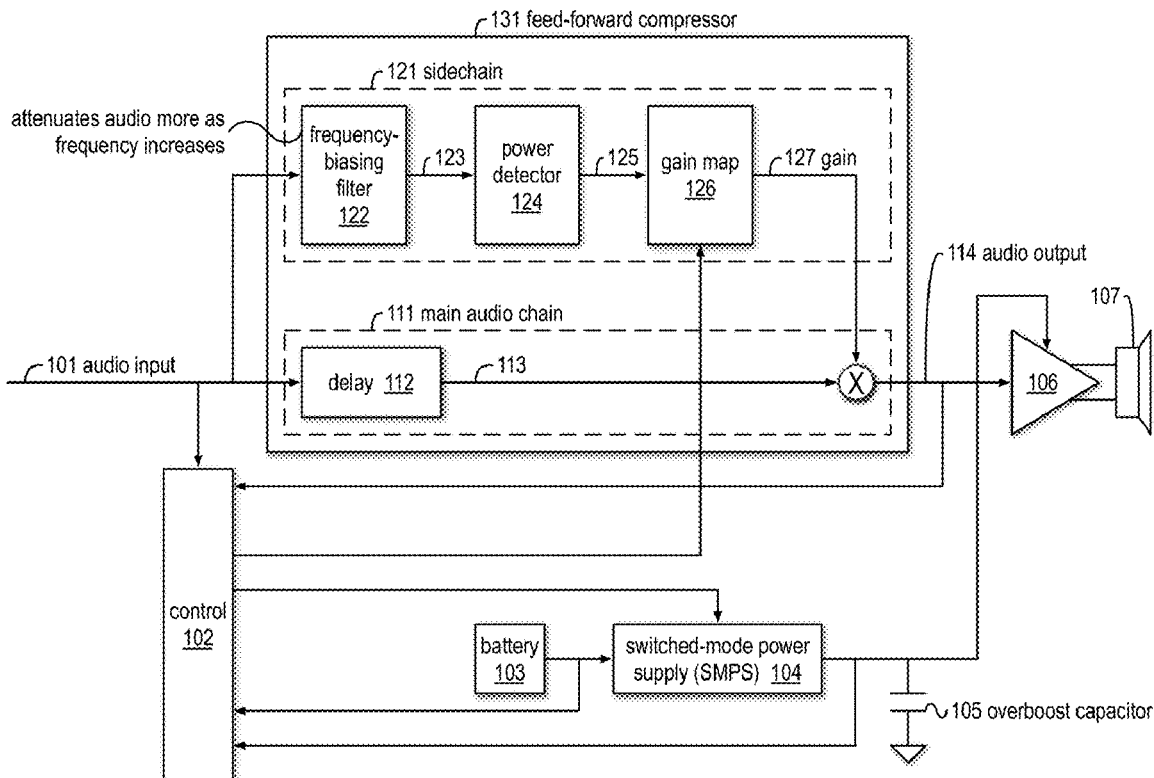 131 feed-forward compressor
121 sidechain
attenuates audio more as
frequency increases
frequency-
biasing
filter
122
123
power
detector
124
125
gain map
126
127 gain
114 audio output
107
111 main audio chain
101 audio input
delay 112
113
X
106
control
102
battery
103
switched-mode power
supply (SMPS) 104
105 overboost capacitor